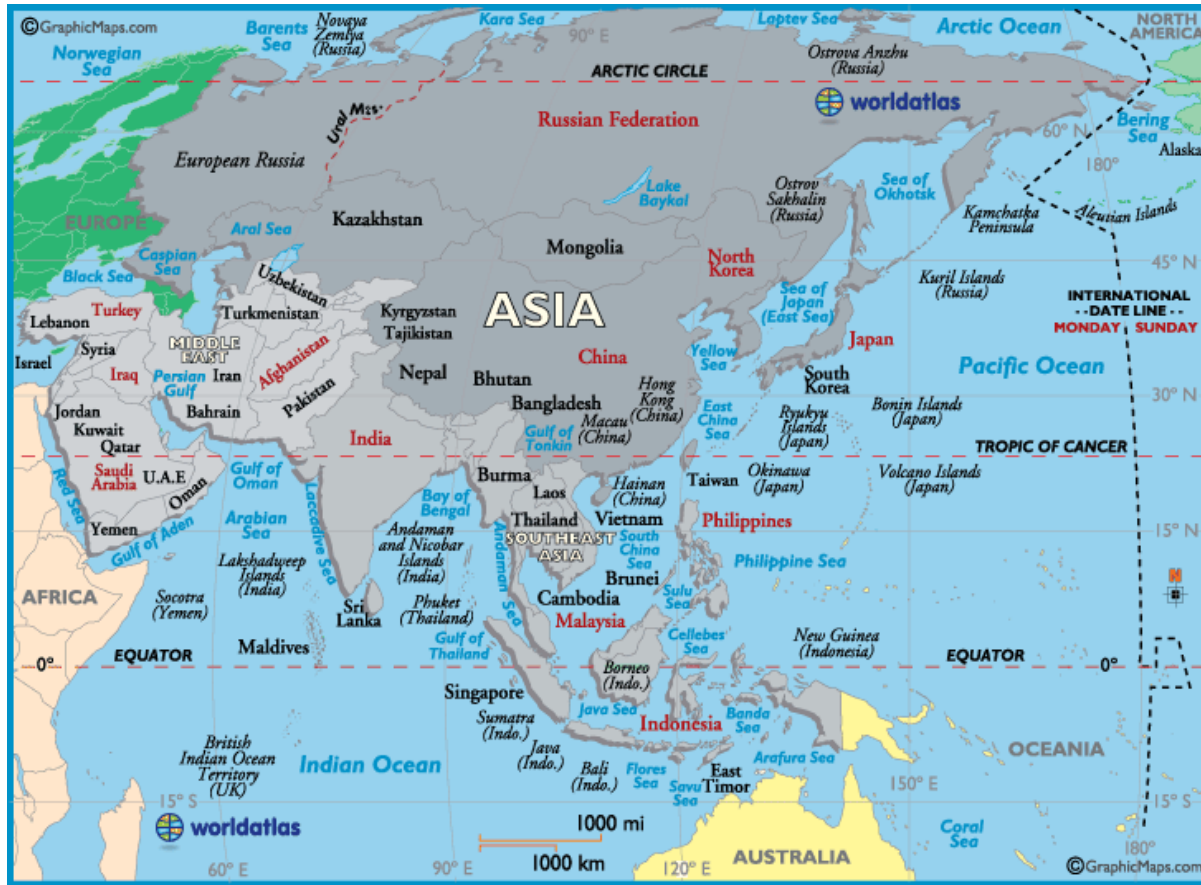 ©GraphicMaps.com
Norwegian
Sea
Barents
Sea
Novaya
Zemlya
(Russia)
Kara Sea
90° E
Laptev Sea
Arctic Ocean
NORTH
AMERICA
ARCTIC CIRCLE
Ostrova Anzhu
(Russia)
worldatlas
Ural Mts.
Russian Federation
European Russia
60° N
Bering
Sea
180°
Alaska
EUROPE
Kazakhstan
Lake
Baykal
Ostrov
Sakhalin
(Russia)
Sea of
Okhotsk
Kamchatka
Peninsula
Aleutian Islands
Aral Sea
Caspian
Sea
Black Sea
Mongolia
North
Korea
45° N
Uzbekistan
Turkmenistan
Kyrgyzstan
Tajikistan
ASIA
Sea of
Japan
(East Sea)
Kuril Islands
(Russia)
INTERNATIONAL
-- DATE LINE --
MONDAY
SUNDAY
Turkey
Lebanon
Syria
Israel
MIDDLE
EAST
Iraq
Iran
Afghanistan
Persian
Gulf
Pakistan
Nepal
Bhutan
China
Yellow
Sea
Japan
South
Korea
Pacific Ocean
30° N
Jordan
Kuwait
Qatar
Bahrain
India
Bangladesh
Hong
Kong
(China)
Macau
(China)
Gulf of
Tonkin
East
China
Sea
Ryukyu
Islands
(Japan)
Bonin Islands
(Japan)
TROPIC OF CANCER
Saudi
Arabia
U.A.E
Oman
Red Sea
Gulf of
Oman
Burma
Laos
Hainan
(China)
Taiwan
Okinawa
(Japan)
Volcano Islands
(Japan)
Yemen
Gulf of Aden
Arabian
Sea
Laccadive Sea
Bay of
Bengal
Thailand
Vietnam
Philippines
15° N
SOUTHEAST
ASIA
South
China
Sea
Andaman
and Nicobar
Islands
(India)
Andaman Sea
Lakshadweep
Islands
(India)
Philippine Sea
AFRICA
Socotra
(Yemen)
Sri
Lanka
Phuket
(Thailand)
Brunei
Cambodia
Sulu
Sea
N
Malaysia
Maldives
Gulf of
Thailand
Cellebes
Sea
New Guinea
(Indonesia)
0°
EQUATOR
EQUATOR
0°
Borneo
(Indo.)
Singapore
Sumatra
(Indo.)
Java Sea
Indonesia
Banda
Sea
British
Indian Ocean
Territory
(UK)
Indian Ocean
Java
(Indo.)
Bali
(Indo.)
Flores
Sea
Savu
Sea
East
Timor
Arafura Sea
OCEANIA
15° S
150° E
15° S
worldatlas
1000 mi
1000 km
Coral
Sea
60° E
90° E
120° E
AUSTRALIA
180°
©GraphicMaps.com